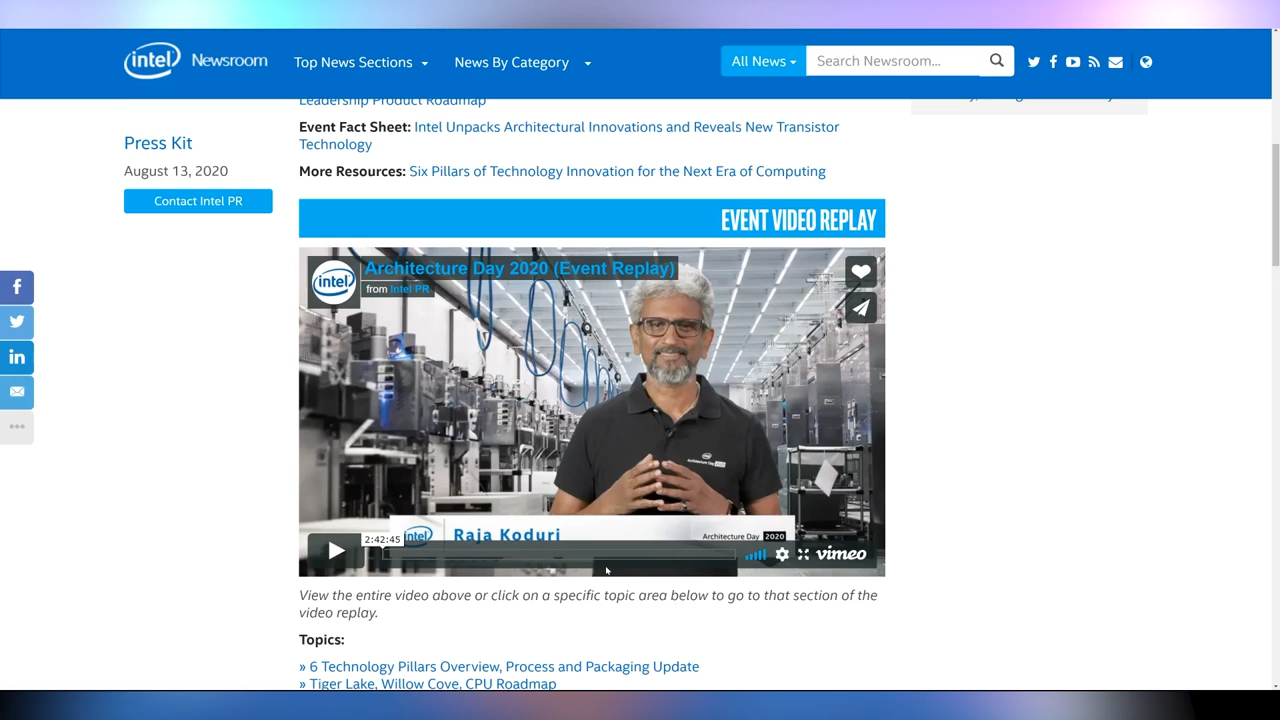 intel Newsroom
Top News Sections
News By Category
All News
Search Newsroom...
Leadership Product Roadmap
Event Fact Sheet: Intel Unpacks Architectural Innovations and Reveals New Transistor
Technology
More Resources: Six Pillars of Technology Innovation for the Next Era of Computing
Press Kit
August 13, 2020
Contact Intel PR
EVENT VIDEO REPLAY
intel
Architecture Day 2020 (Event Replay)
from Intel PR
Raja Koduri
Architecture Day 2020
2:42:45
vimeo
View the entire video above or click on a specific topic area below to go to that section of the
video replay.
Topics:
» 6 Technology Pillars Overview, Process and Packaging Update
» Tiger Lake, Willow Cove, CPU Roadmap